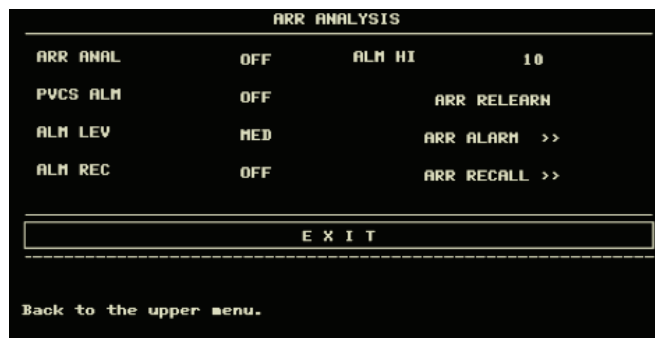 ARR ANALYSIS
ARR ANAL OFF ALM HI 10
PVCS ALM OFF ARR RELEARN
ALM LEV MED ARR ALARM >>
ALM REC OFF ARR RECALL >>
E X I T
Back to the upper menu.